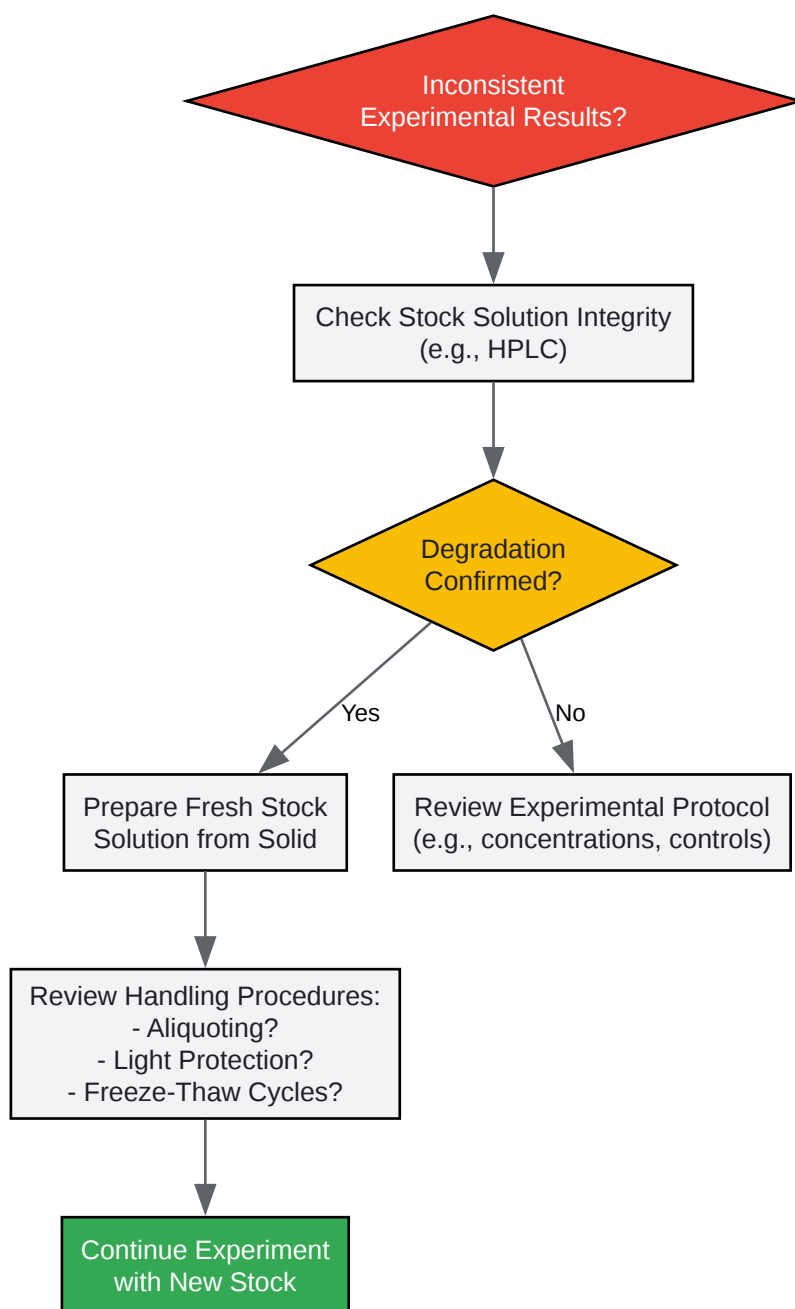 Inconsistent
Experimental Results?
Check Stock Solution Integrity
(e.g., HPLC)
Degradation
Confirmed?
Yes
No
Prepare Fresh Stock
Solution from Solid
Review Experimental Protocol
(e.g., concentrations, controls)
Review Handling Procedures:
- Aliquoting?
- Light Protection?
- Freeze-Thaw Cycles?
Continue Experiment
with New Stock